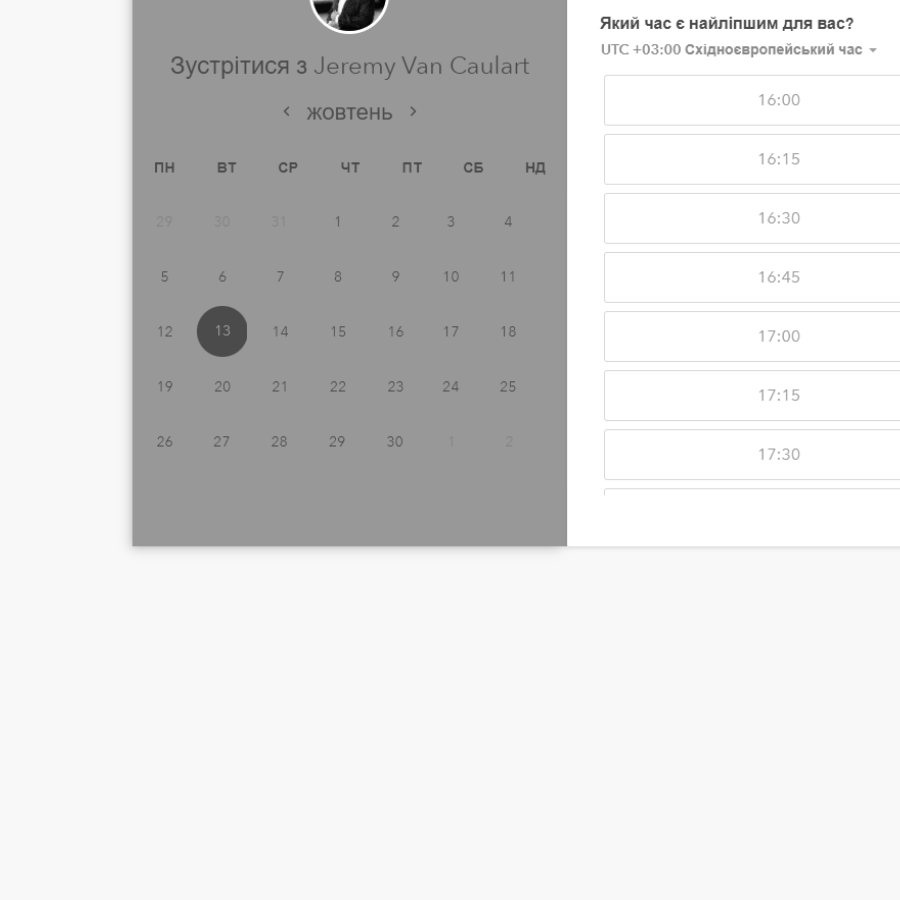 Зустрітися з Jeremy Van Caulart
жовтень
ПН ВТ СР ЧТ ПТ СБ НД
29 30 31 1 2 3 4
5 6 7 8 9 10 11
12 13 14 15 16 17 18
19 20 21 22 23 24 25
26 27 28 29 30 1 2
Який час є найліпшим для вас?
UTC +03:00 Східноєвропейський час
16:00
16:15
16:30
16:45
17:00
17:15
17:30